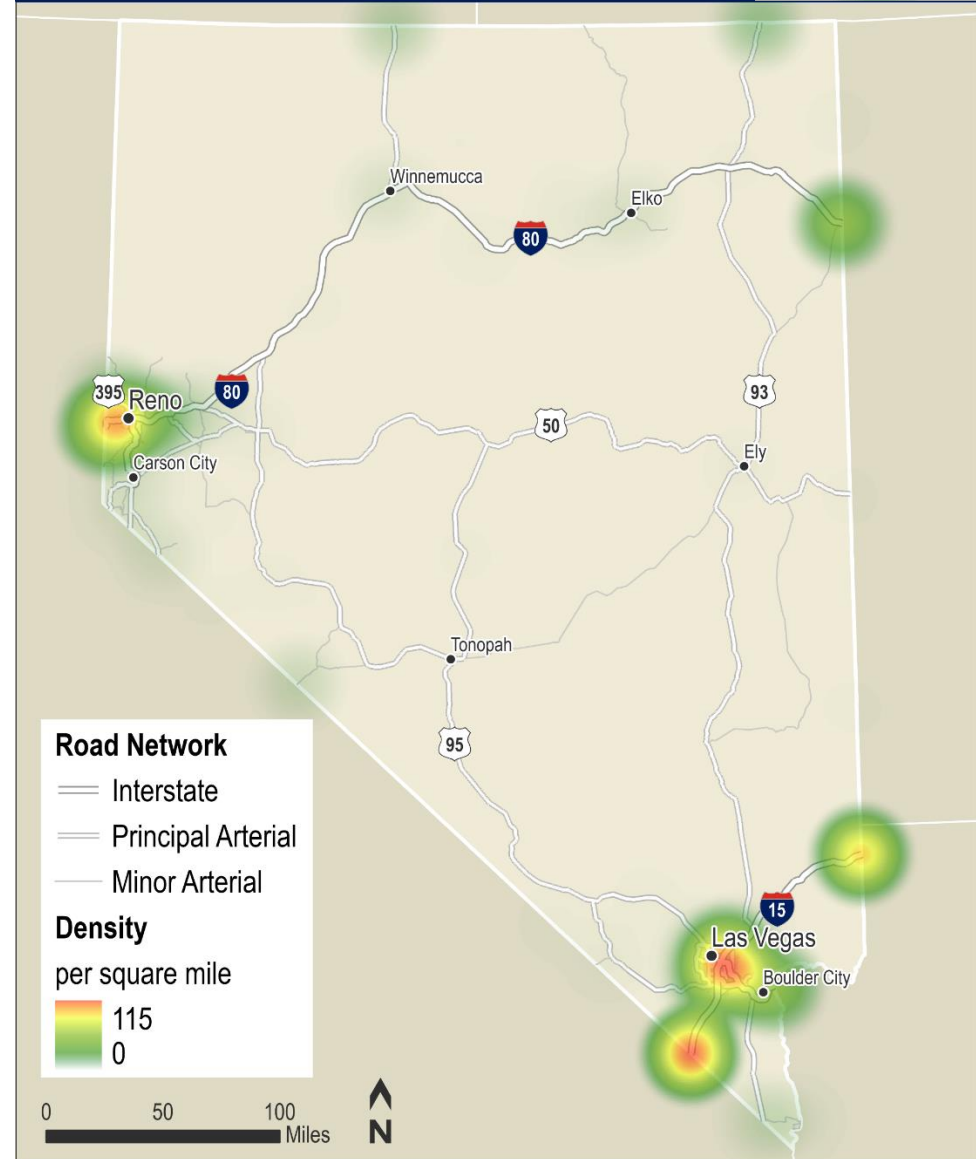 Winnemucca
Elko
80
395
Reno
80
93
50
Carson City
Ely
Tonopah
95
Road Network
Interstate
Principal Arterial
Minor Arterial
Density
per square mile
115
0
15
Las Vegas
Boulder City
0 50 100
Miles
N